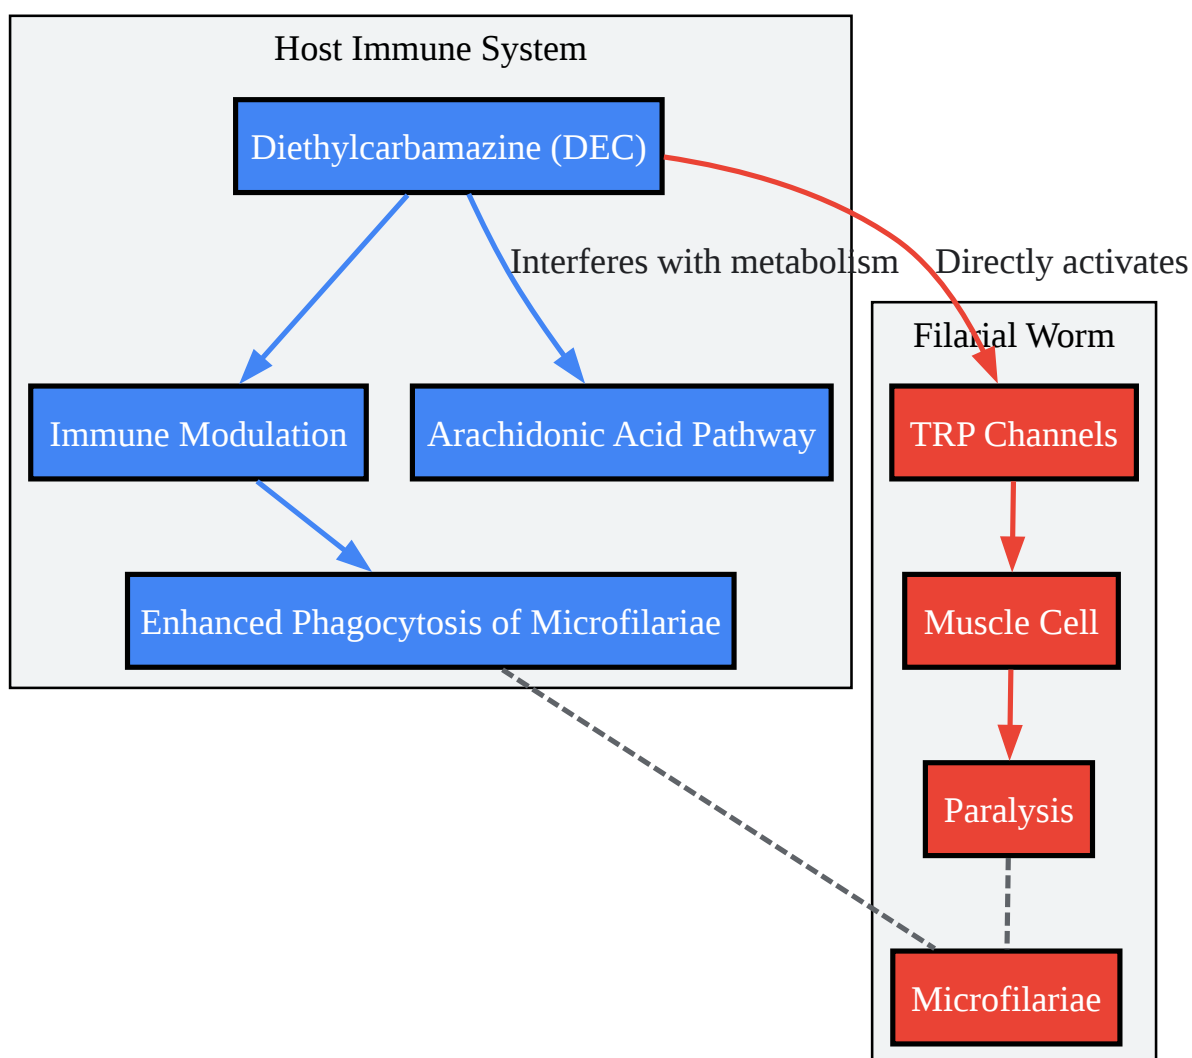 Host Immune System
Diethylcarbamazine (DEC)
Interferes with metabolism
Directly activates
Filarial Worm
Immune Modulation
Arachidonic Acid Pathway
TRP Channels
Enhanced Phagocytosis of Microfilariae
Muscle Cell
Paralysis
Microfilariae